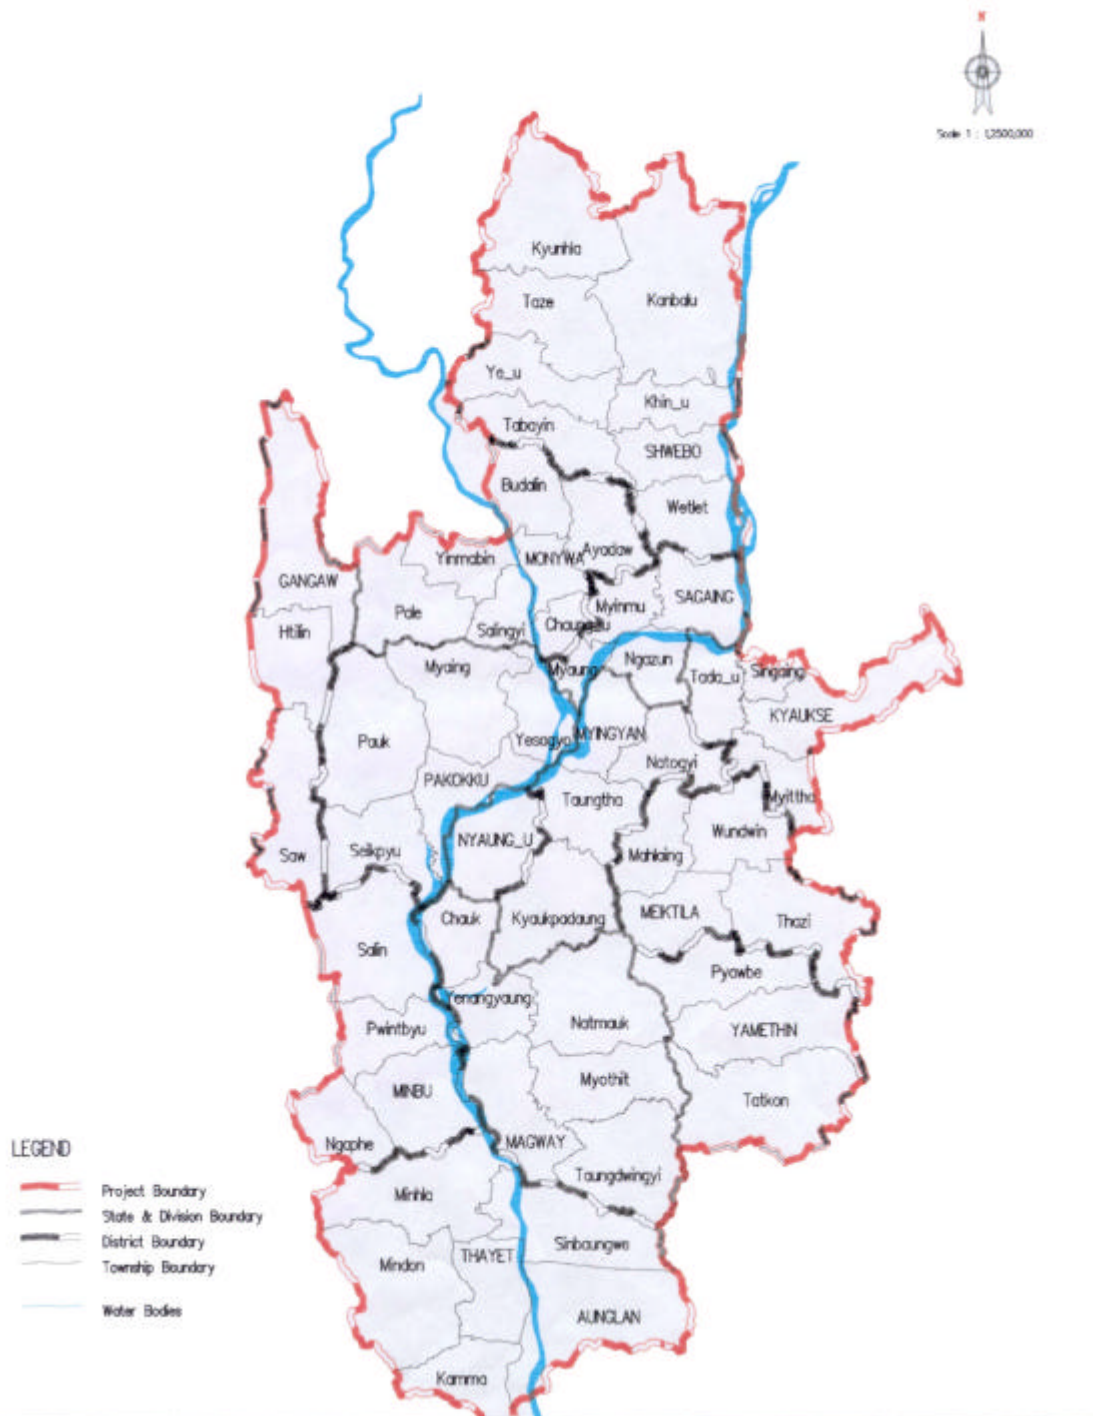 N
Scale 1 : 1,2500,000
Kyunhla
Taze
Kanbalu
Ye_u
Khin_u
Tabayin
SHWEBO
Budalin
Wetlet
Yinmabin
MONYWA
Ayadaw
GANGAW
SAGAING
Pale
Myinmu
Htilin
Salingyi
Myaing
Myaung
Ngazun
Tada_u
Singaing
KYAUKSE
Pauk
Yesagyo
MYINGYAN
Natogyi
PAKOKKU
Taungtha
Myittha
Wundwin
Saw
Seikpyu
NYAUNG_U
Mahlaing
Chauk
Kyaukpadaung
MEIKTILA
Thazi
Salin
Pyawbe
Yenangyaung
Pwintbyu
Natmauk
YAMETHIN
MINBU
Myothit
Tatkon
Ngaphe
MAGWAY
Taungdwingyi
Minhla
Sinbaungwe
Mindon
THAYET
AUNGLAN
Kamma
LEGEND
Project Boundary
State & Division Boundary
District Boundary
Township Boundary
Water Bodies